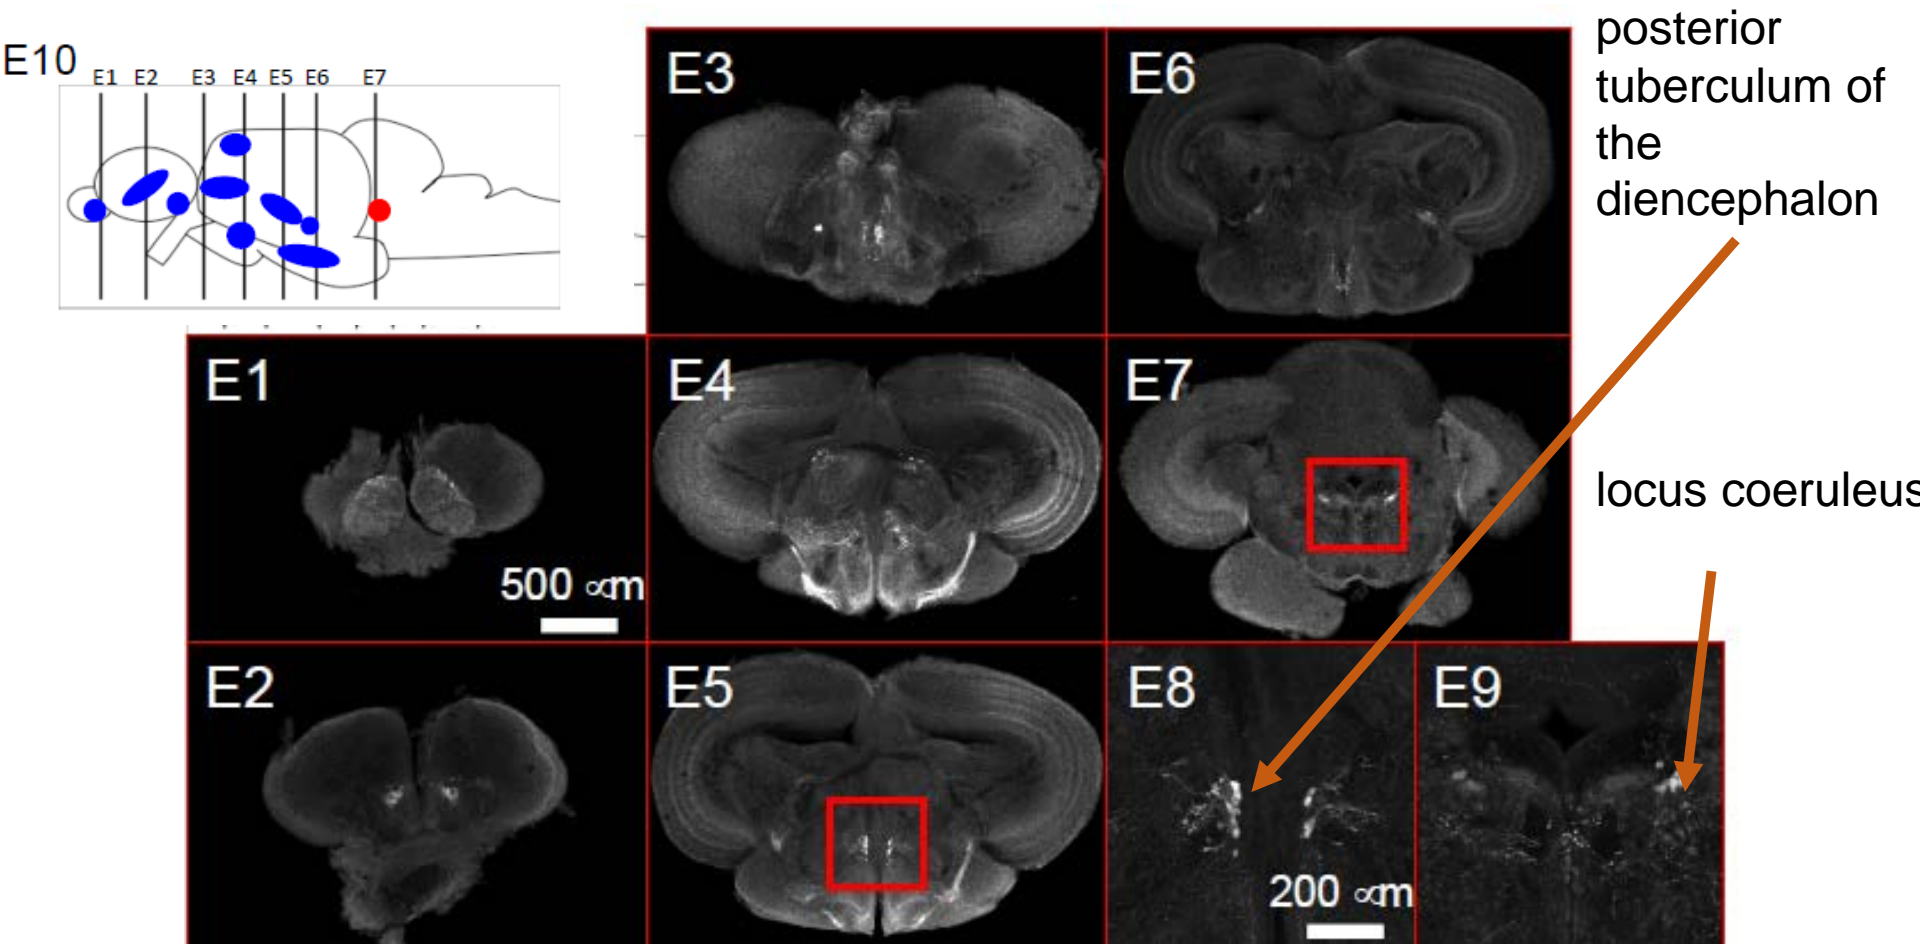 E10
E1 E2 E3 E4 E5 E6 E7
E3
E6
posterior
tuberculum of
the
diencephalon
E1
500 ∝m
E4
E7
locus coeruleus
E2
E5
E8
200 ∝m
E9